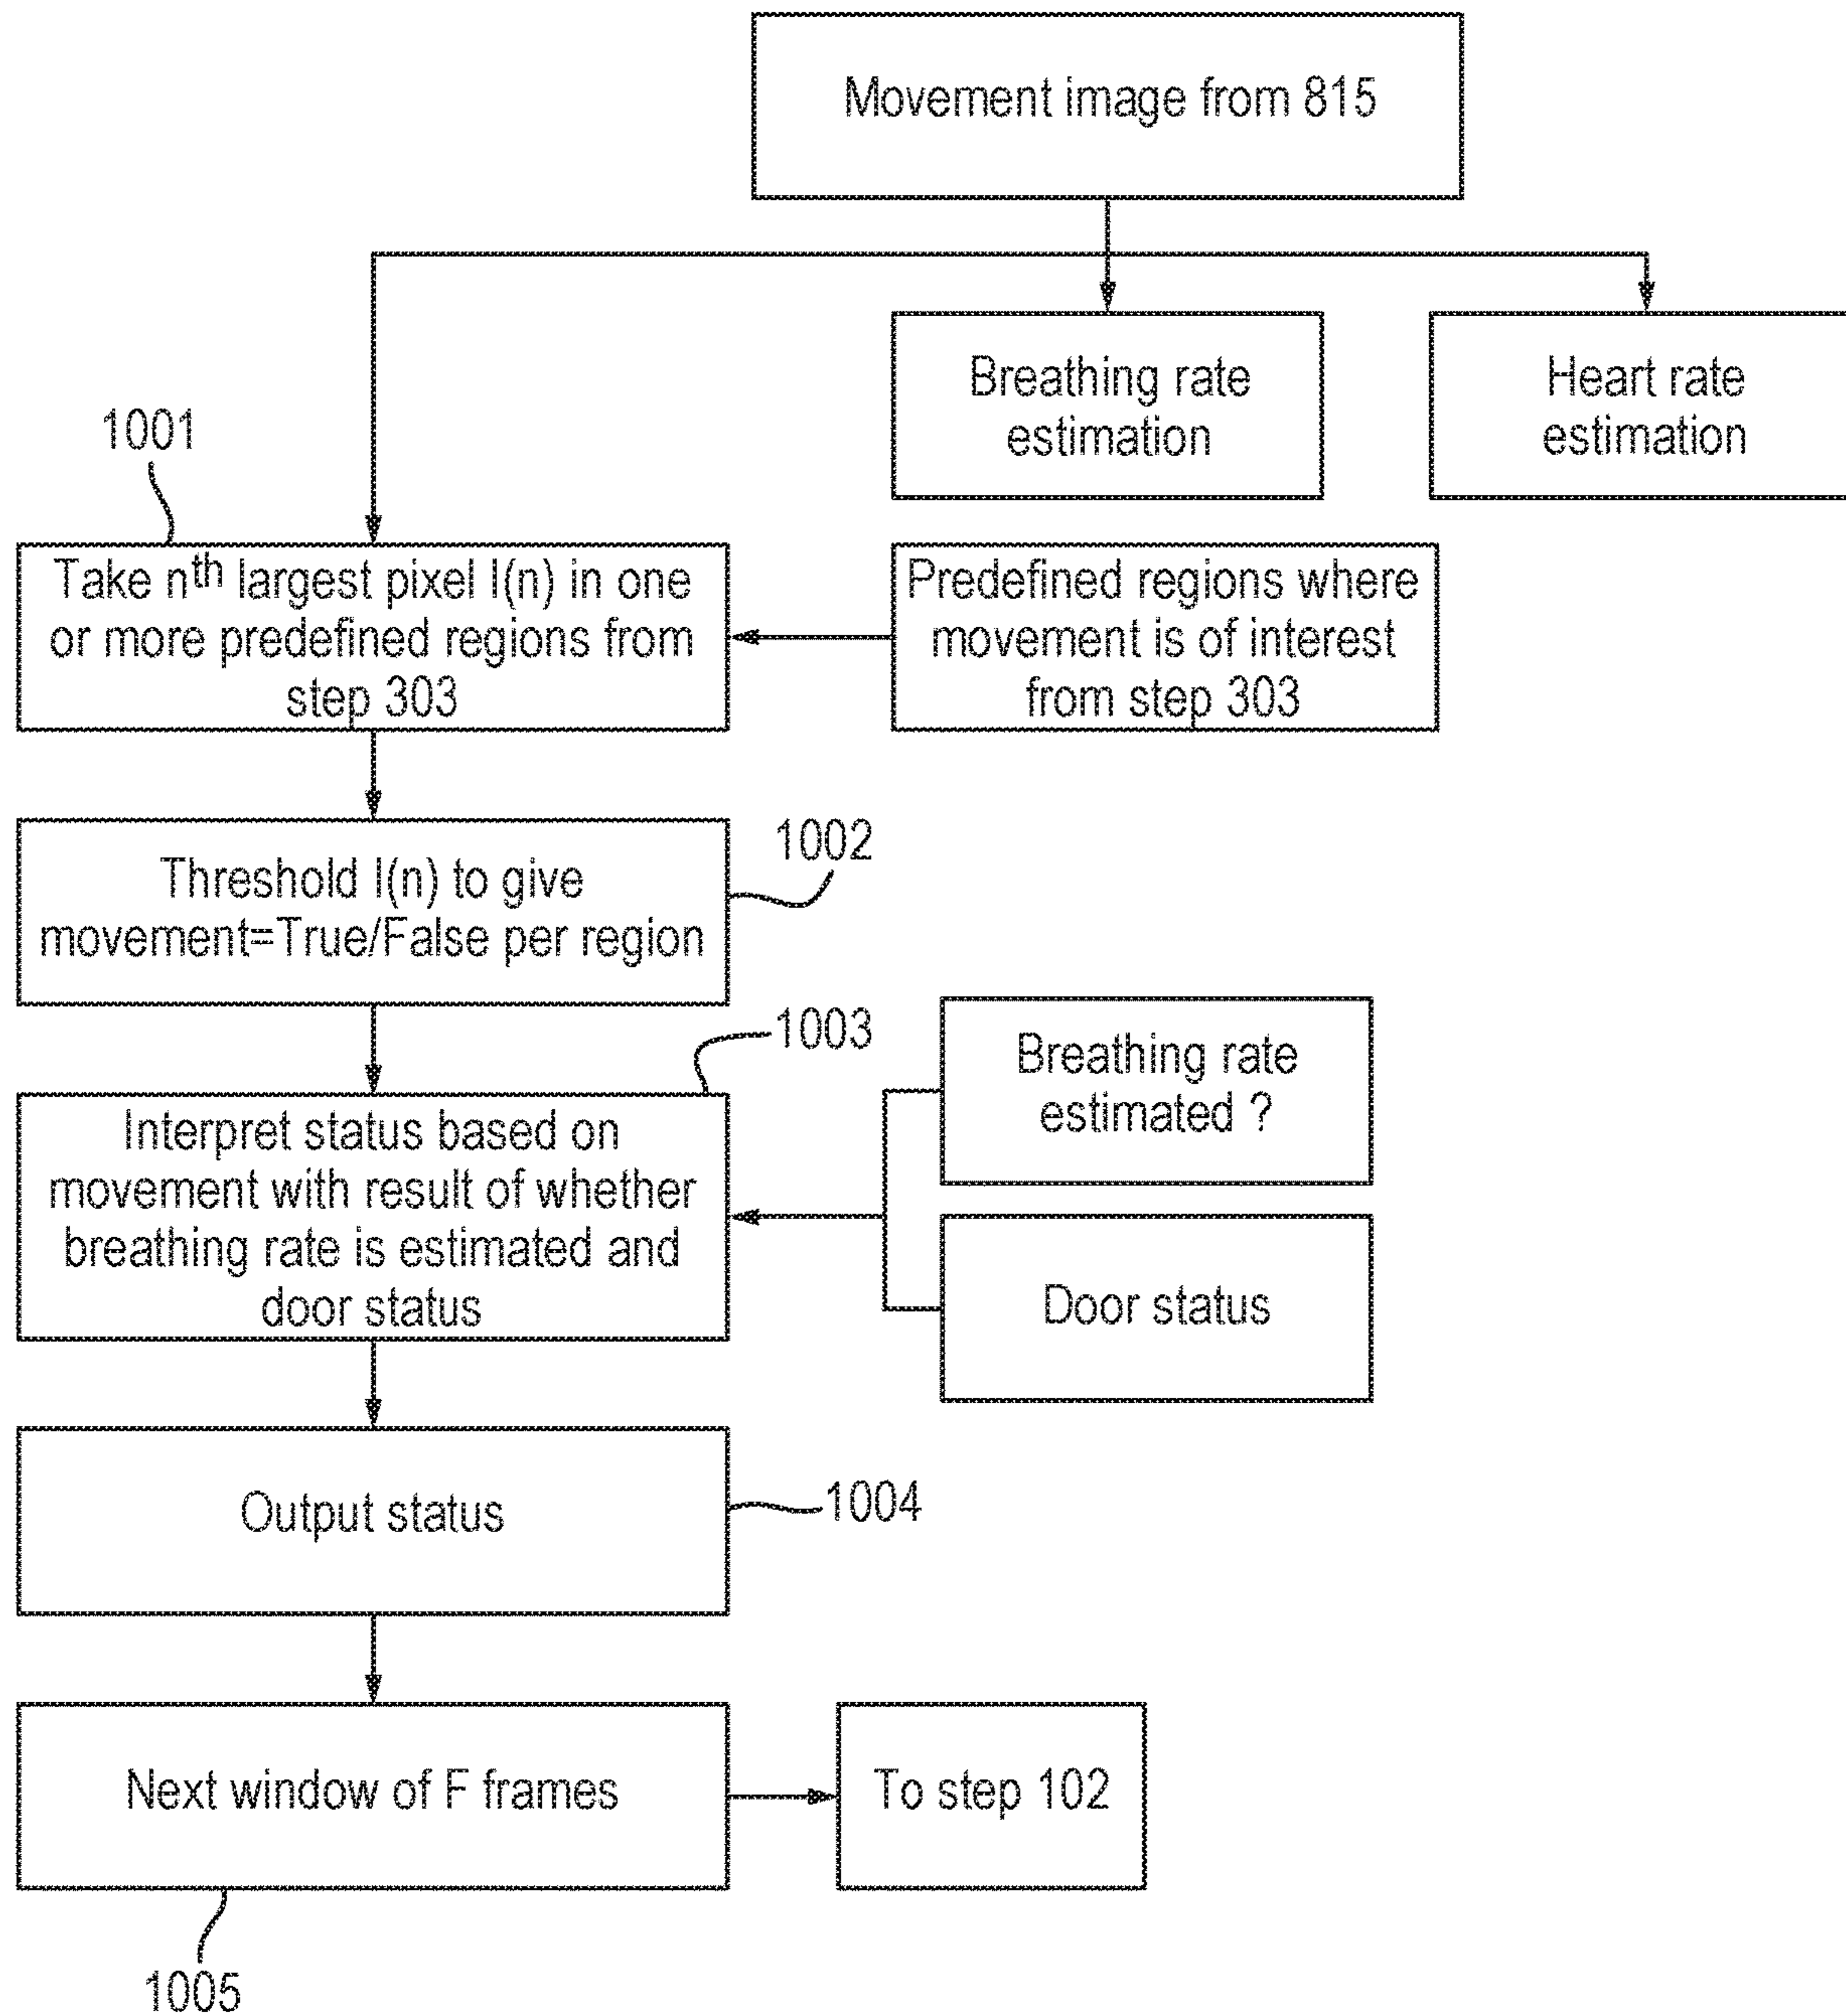 Movement image from 815
Breathing rate
estimation
Heart rate
estimation
1001
Take nth largest pixel I(n) in one
or more predefined regions from
step 303
Predefined regions where
movement is of interest
from step 303
1002
Threshold I(n) to give
movement=True/False per region
1003
Interpret status based on
movement with result of whether
breathing rate is estimated and
door status
Breathing rate
estimated ?
Door status
Output status
1004
Next window of F frames
To step 102
1005